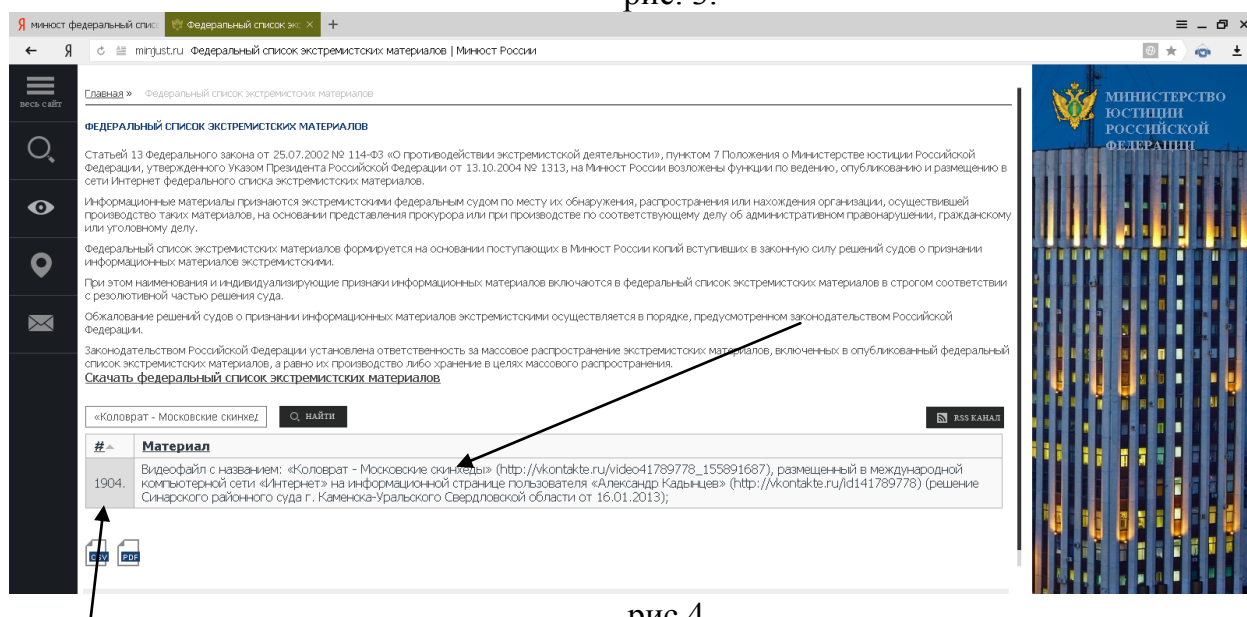 рис. 3.
Я минюст федеральный спис
Федеральный список экс ×
+
Я
minjust.ru Федеральный список экстремистских материалов | Минюст России
весь сайт
Главная » Федеральный список экстремистских материалов
МИНИСТЕРСТВО
ЮСТИЦИИ
РОССИЙСКОЙ
ФЕДЕРАЦИИ
ФЕДЕРАЛЬНЫЙ СПИСОК ЭКСТРЕМИСТСКИХ МАТЕРИАЛОВ
Статьей 13 Федерального закона от 25.07.2002 № 114-ФЗ «О противодействии экстремистской деятельности», пунктом 7 Положения о Министерстве юстиции Российской
Федерации, утвержденного Указом Президента Российской Федерации от 13.10.2004 № 1313, на Минюст России возложены функции по ведению, опубликованию и размещению в
сети Интернет федерального списка экстремистских материалов.
Информационные материалы признаются экстремистскими федеральным судом по месту их обнаружения, распространения или нахождения организации, осуществившей
производство таких материалов, на основании представления прокурора или при производстве по соответствующему делу об административном правонарушении, гражданскому
или уголовному делу.
Федеральный список экстремистских материалов формируется на основании поступающих в Минюст России копий вступивших в законную силу решений судов о признании
информационных материалов экстремистскими.
При этом наименования и индивидуализирующие признаки информационных материалов включаются в федеральный список экстремистских материалов в строгом соответствии
с резолютивной частью решения суда.
Обжалование решений судов о признании информационных материалов экстремистскими осуществляется в порядке, предусмотренном законодательством Российской
Федерации.
Законодательством Российской Федерации установлена ответственность за массовое распространение экстремистских материалов, включенных в опубликованный федеральный
список экстремистских материалов, а равно их производство либо хранение в целях массового распространения.
Скачать федеральный список экстремистских материалов
«Коловрат - Московские скинхед
НАЙТИ
RSS КАНАЛ
# Материал
1904. Видеофайл с названием: «Коловрат - Московские скинхеды» (http://vkontakte.ru/video41789778_155891687), размещенный в международной
компьютерной сети «Интернет» на информационной странице пользователя «Александр Кадынцев» (http://vkontakte.ru/id141789778) (решение
Синарского районного суда г. Каменска-Уральского Свердловской области от 16.01.2013);
CSV PDF
рис 4